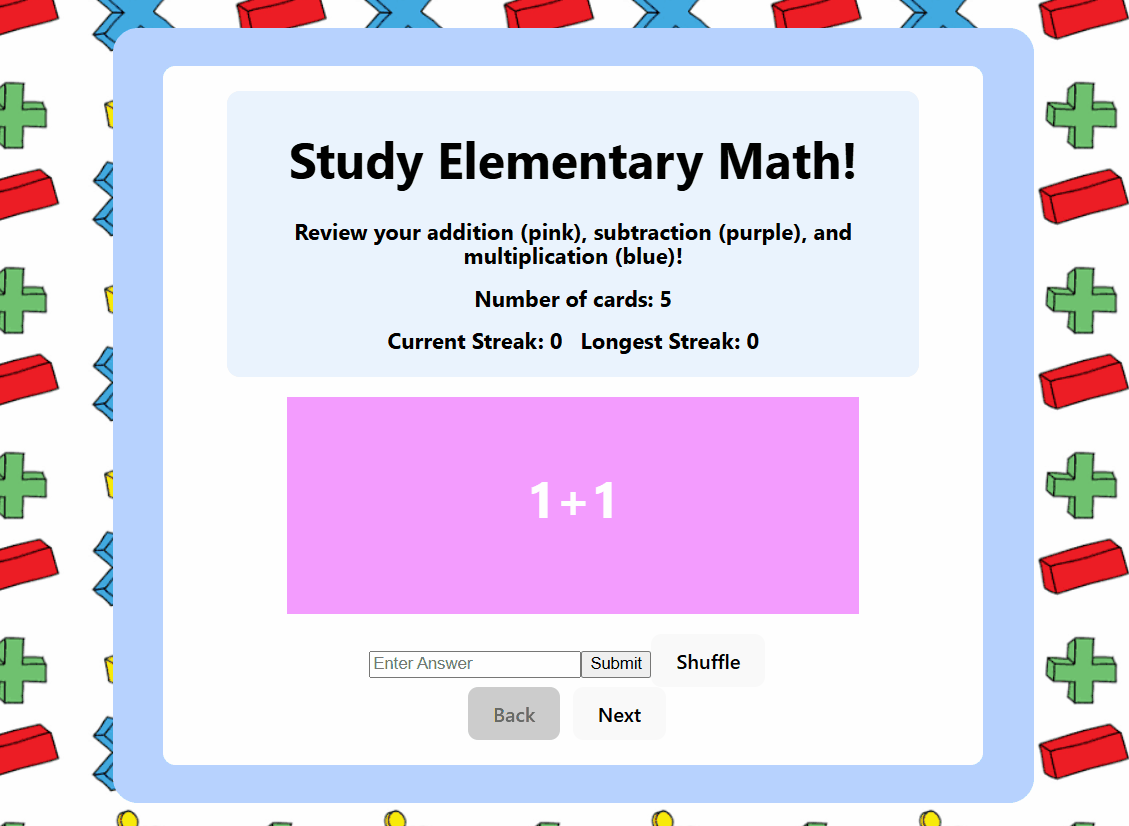 Study Elementary Math!
Review your addition (pink), subtraction (purple), and
multiplication (blue)!
Number of cards: 5
Current Streak: 0 Longest Streak: 0
1+1
Enter Answer Submit Shuffle
Back Next